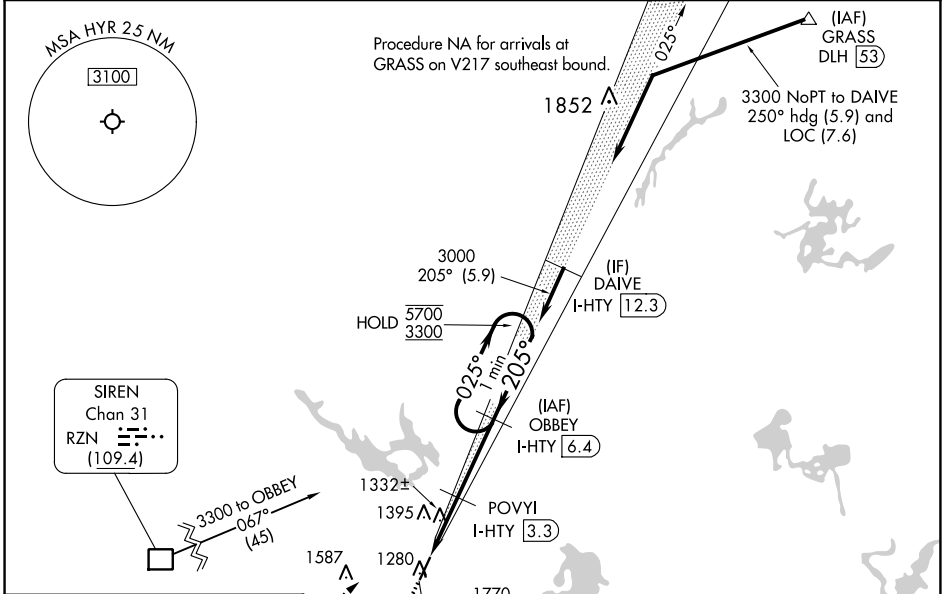 MSA HYR 25 NM
3100
Procedure NA for arrivals at
GRASS on V217 southeast bound.
025°
(IAF)
GRASS
DLH 53
1852
3300 NoPT to DAIVE
250° hdg (5.9) and
LOC (7.6)
3000
205° (5.9)
(IF)
DAIVE
I-HTY 12.3
HOLD 5700
3300
025°
1 min
205°
(IAF)
OBBEY
I-HTY 6.4
SIREN
Chan 31
RZN
(109.4)
3300 to OBBEY
067°
(45)
1332±
1395
POVYI
I-HTY 3.3
1587
1280
1770